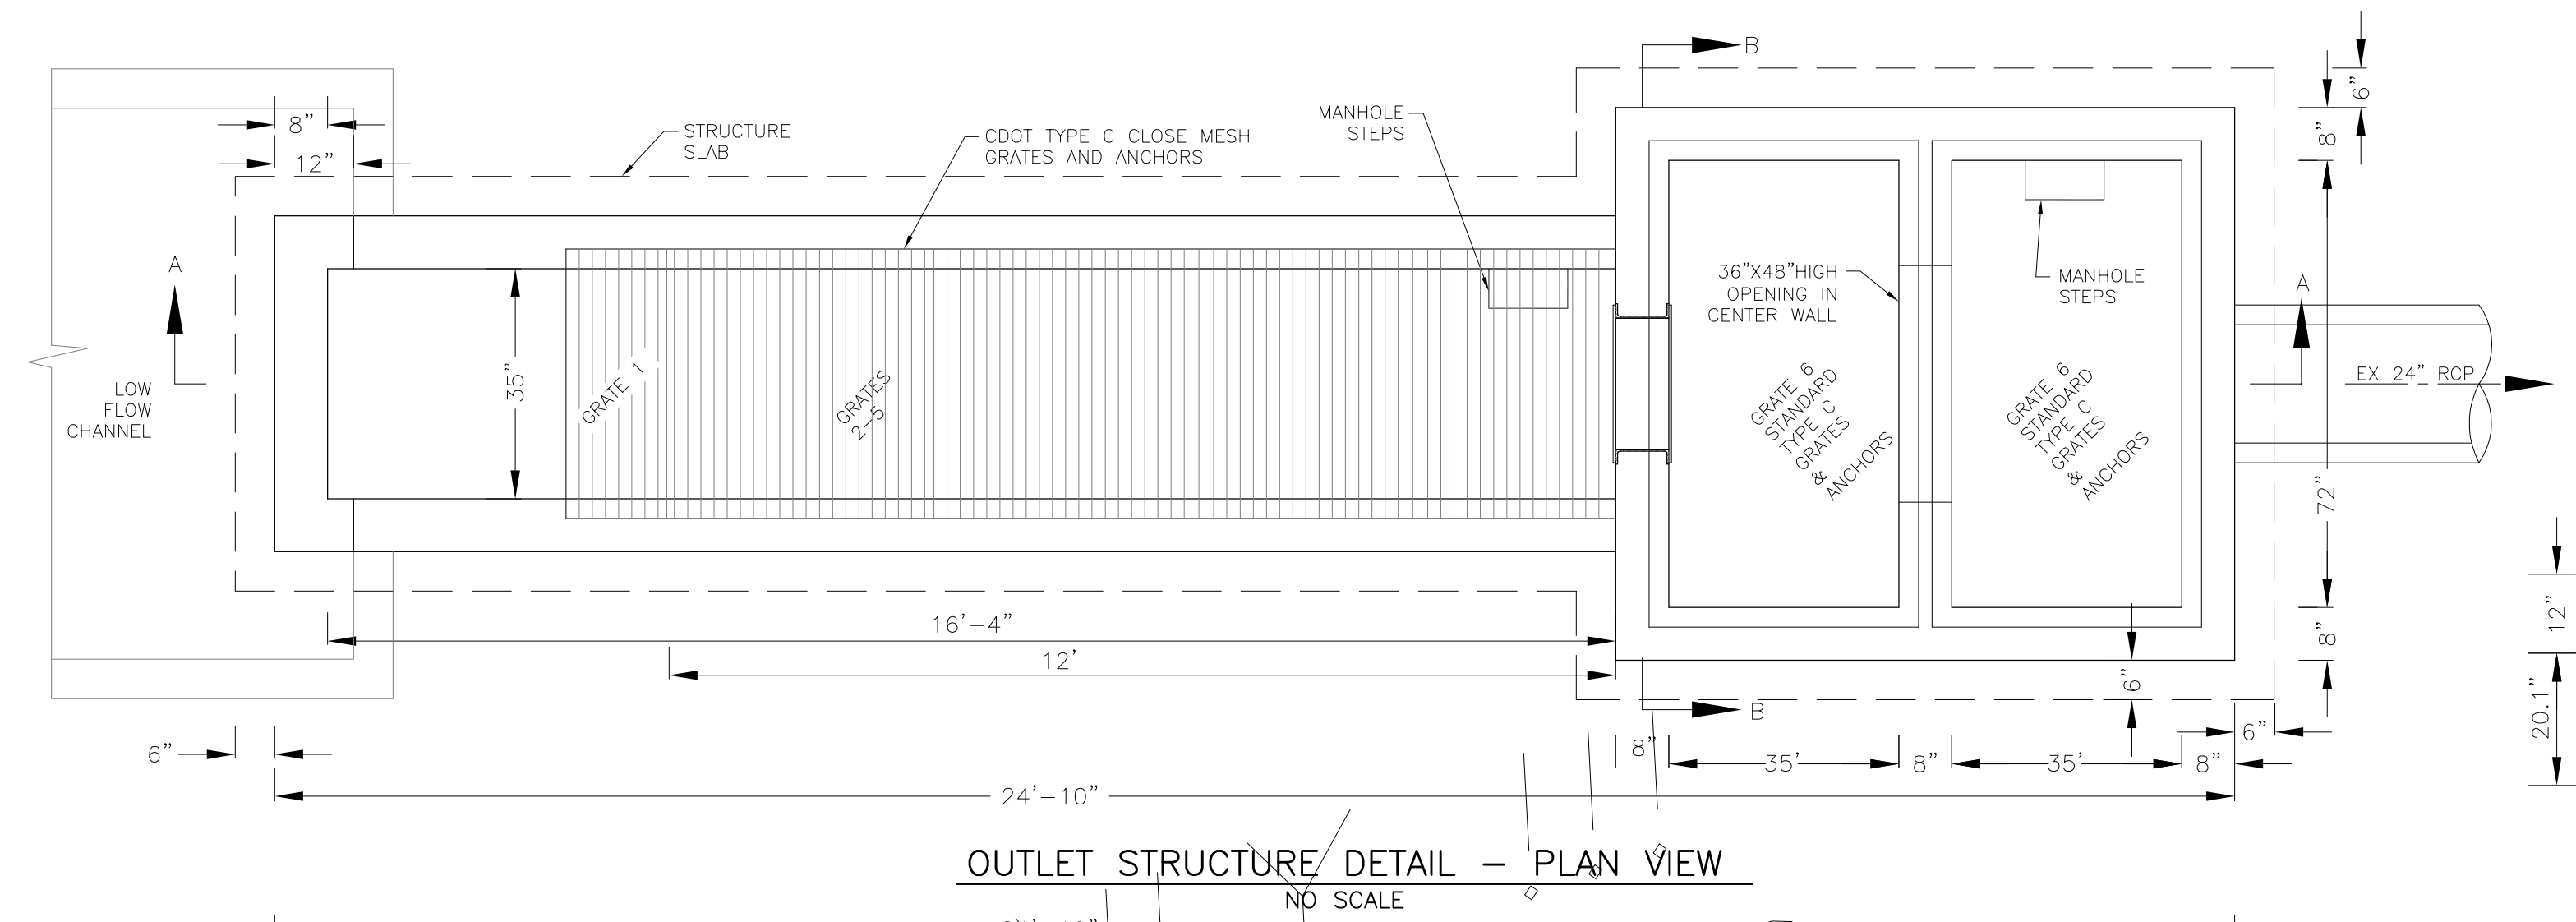 B
6”
8”
8”
12”
STRUCTURE
SLAB
CDOT TYPE C CLOSE MESH
GRATES AND ANCHORS
MANHOLE
STEPS
A
36”X48”HIGH
OPENING IN
CENTER WALL
MANHOLE
STEPS
A
LOW
FLOW
CHANNEL
35”
GRATE 1
GRATES
2–5
GRATE 6
STANDARD
TYPE C
GRATES
&
ANCHORS
GRATE 6
STANDARD
TYPE C
GRATES
&
ANCHORS
EX 24” RCP
72”
16’–4”
12’
8”
12”
6”
20.1”
B
6”
6”
8”
35’
8”
35’
8”
24’–10”
OUTLET STRUCTURE DETAIL – PLAN VIEW
NO SCALE